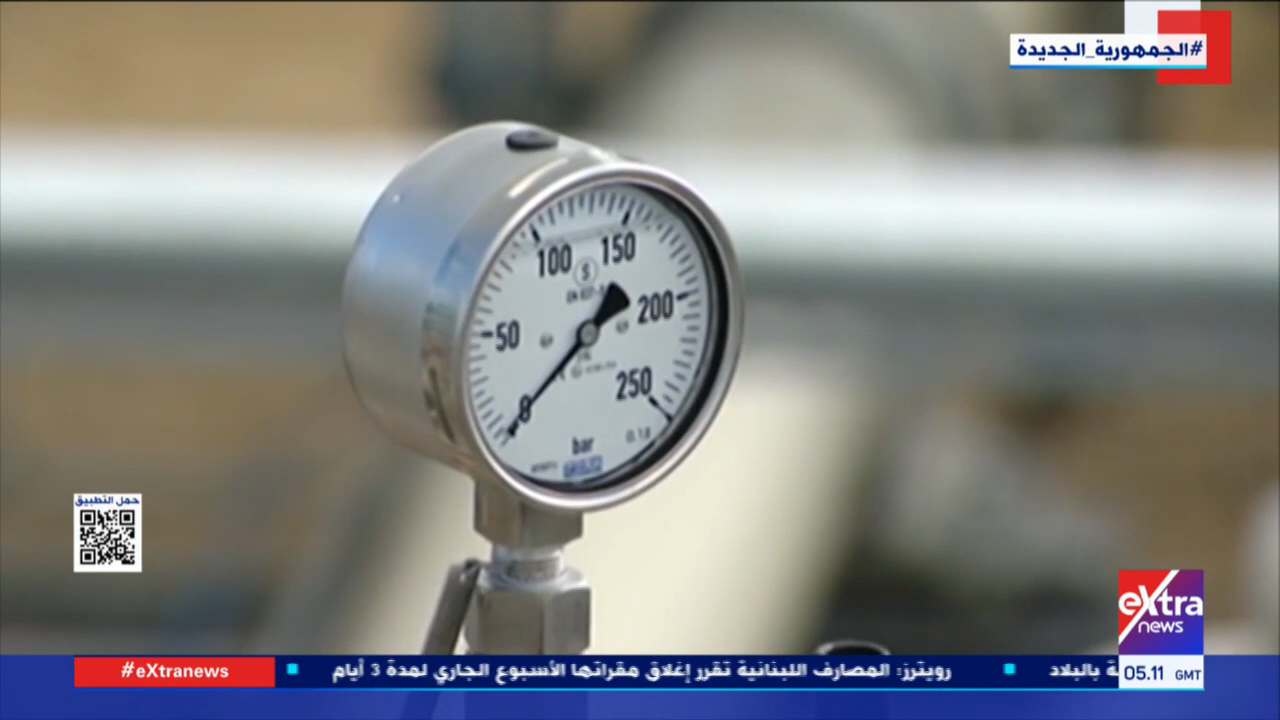 #الجمهورية_الجديدة
100
150
50
200
250
0
bar
حمل التطبيق
eXtra
news
#eXtranews
رويترز: المصارف اللبنانية تقرر إغلاق مقراتها الأسبوع الجاري لمدة 3 أيام
بالبلاد
05.11 GMT